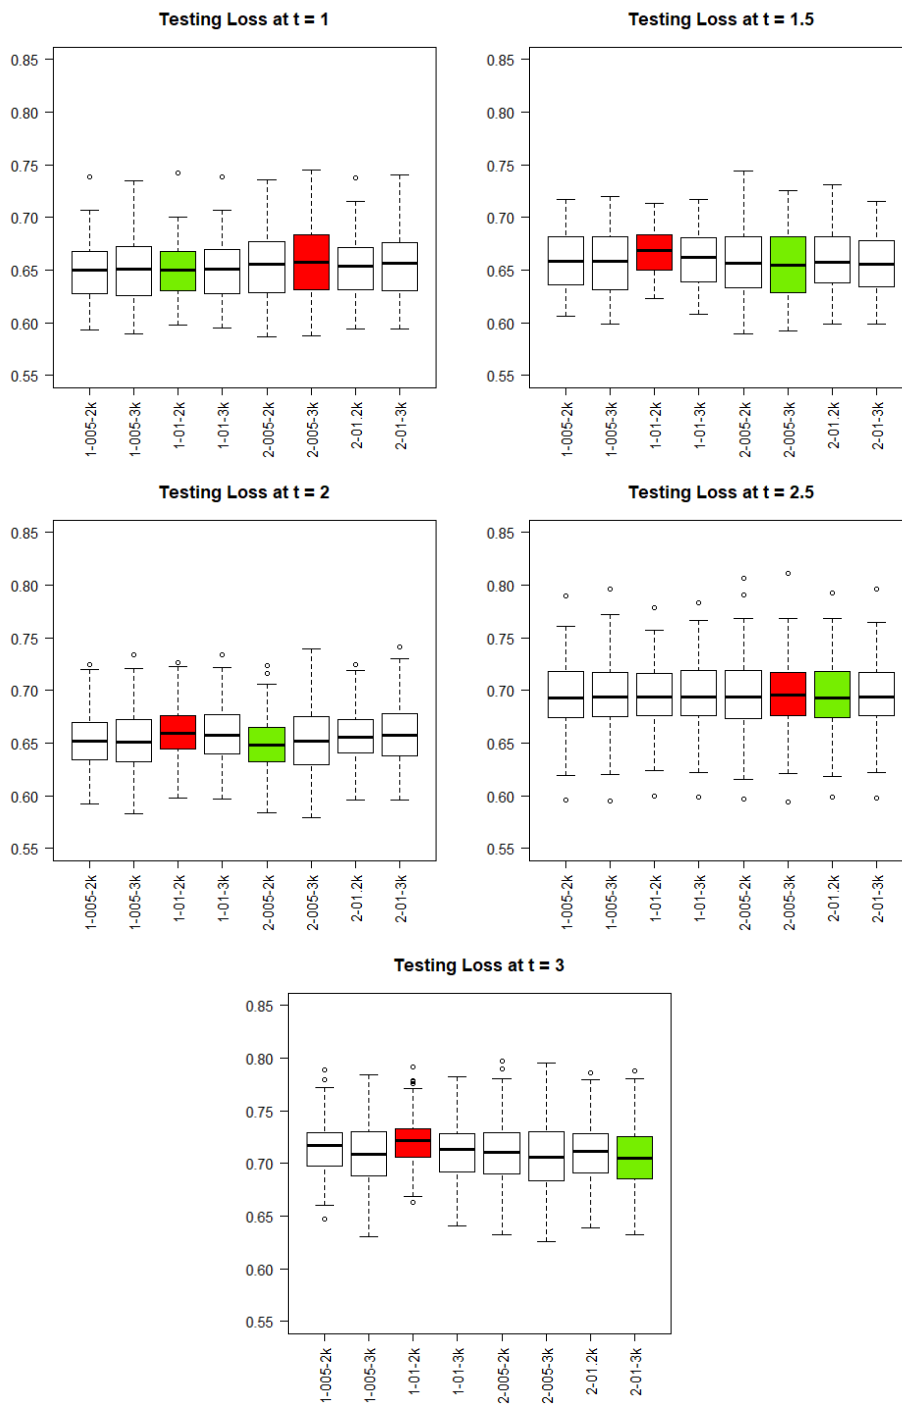 Testing Loss at t = 1
0.85
0.80
0.75
0.70
0.65
0.60
0.55
1-005-2k
1-005-3k
1-01-2k
1-01-3k
2-005-2k
2-005-3k
2-01.2k
2-01-3k
Testing Loss at t = 1.5
0.85
0.80
0.75
0.70
0.65
0.60
0.55
1-005-2k
1-005-3k
1-01-2k
1-01-3k
2-005-2k
2-005-3k
2-01.2k
2-01-3k
Testing Loss at t = 2
0.85
0.80
0.75
0.70
0.65
0.60
0.55
1-005-2k
1-005-3k
1-01-2k
1-01-3k
2-005-2k
2-005-3k
2-01.2k
2-01-3k
Testing Loss at t = 2.5
0.85
0.80
0.75
0.70
0.65
0.60
0.55
1-005-2k
1-005-3k
1-01-2k
1-01-3k
2-005-2k
2-005-3k
2-01.2k
2-01-3k
Testing Loss at t = 3
0.85
0.80
0.75
0.70
0.65
0.60
0.55
1-005-2k
1-005-3k
1-01-2k
1-01-3k
2-005-2k
2-005-3k
2-01.2k
2-01-3k